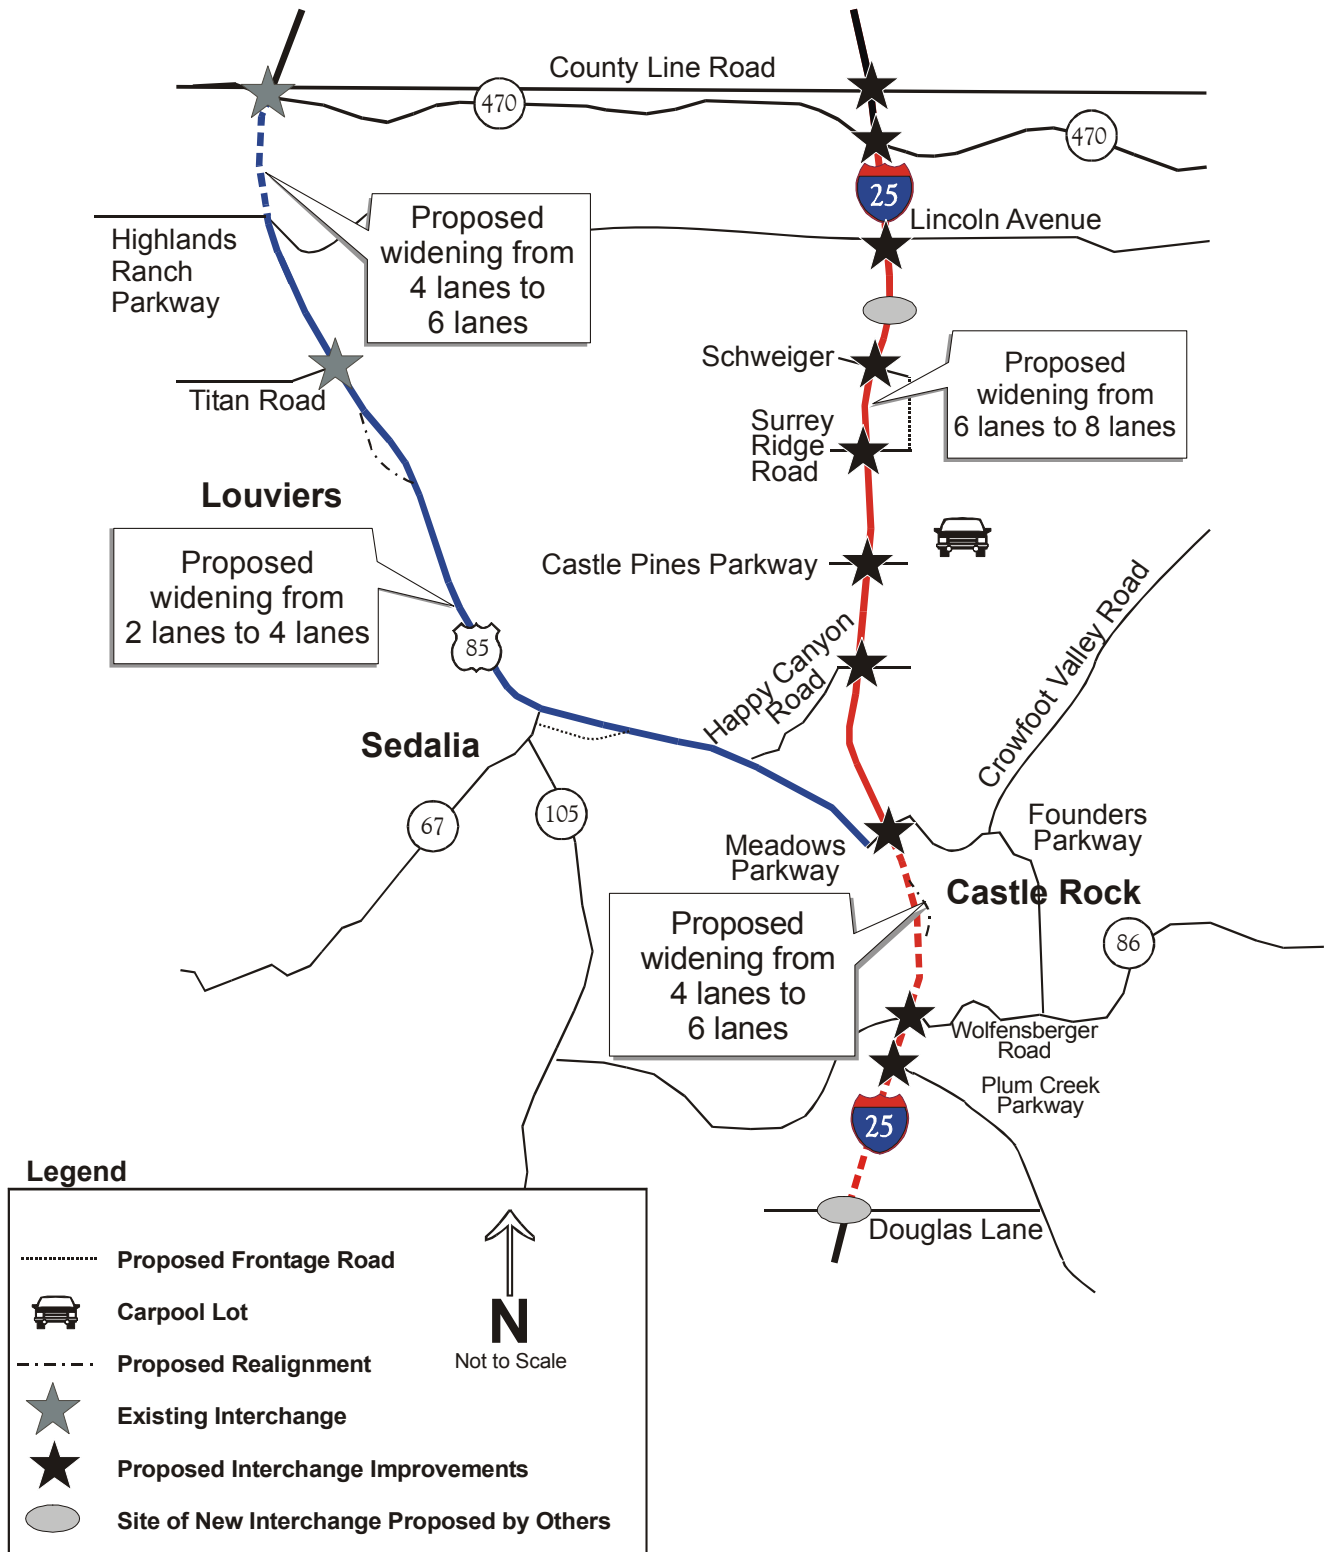 County Line Road
470
470
25
Proposed
widening from
4 lanes to
6 lanes
Lincoln Avenue
Highlands
Ranch
Parkway
Schweiger
Proposed
widening from
6 lanes to 8 lanes
Titan Road
Surrey
Ridge
Road
Louviers
Proposed
widening from
2 lanes to 4 lanes
Castle Pines Parkway
85
Happy Canyon
Road
Crowfoot Valley Road
Sedalia
67
105
Founders
Parkway
Meadows
Parkway
Castle Rock
Proposed
widening from
4 lanes to
6 lanes
86
Wolfensberger
Road
Plum Creek
Parkway
25
Douglas Lane
Legend
Proposed Frontage Road
Carpool Lot
Proposed Realignment
Existing Interchange
Proposed Interchange Improvements
Site of New Interchange Proposed by Others
N
Not to Scale